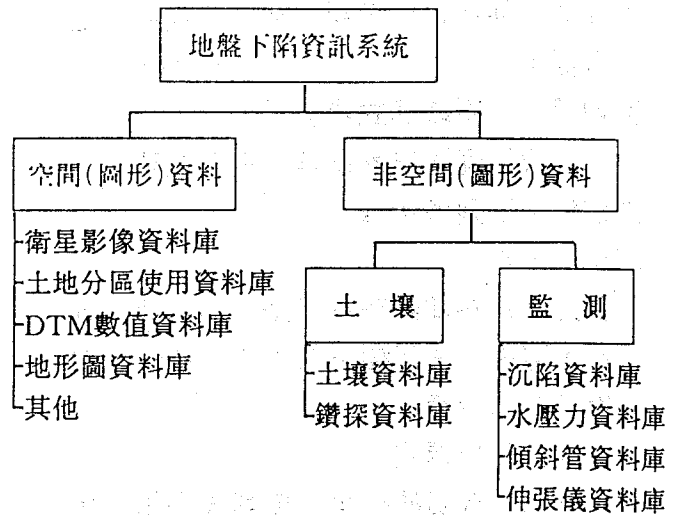 地盤下陷資訊系統
空間(圖形)資料
非空間(圖形)資料
衛星影像資料庫
土地分區使用資料庫
DTM數值資料庫
地形圖資料庫
其他
土壤
土壤資料庫
鑽探資料庫
監測
沉陷資料庫
水壓力資料庫
傾斜管資料庫
伸張儀資料庫